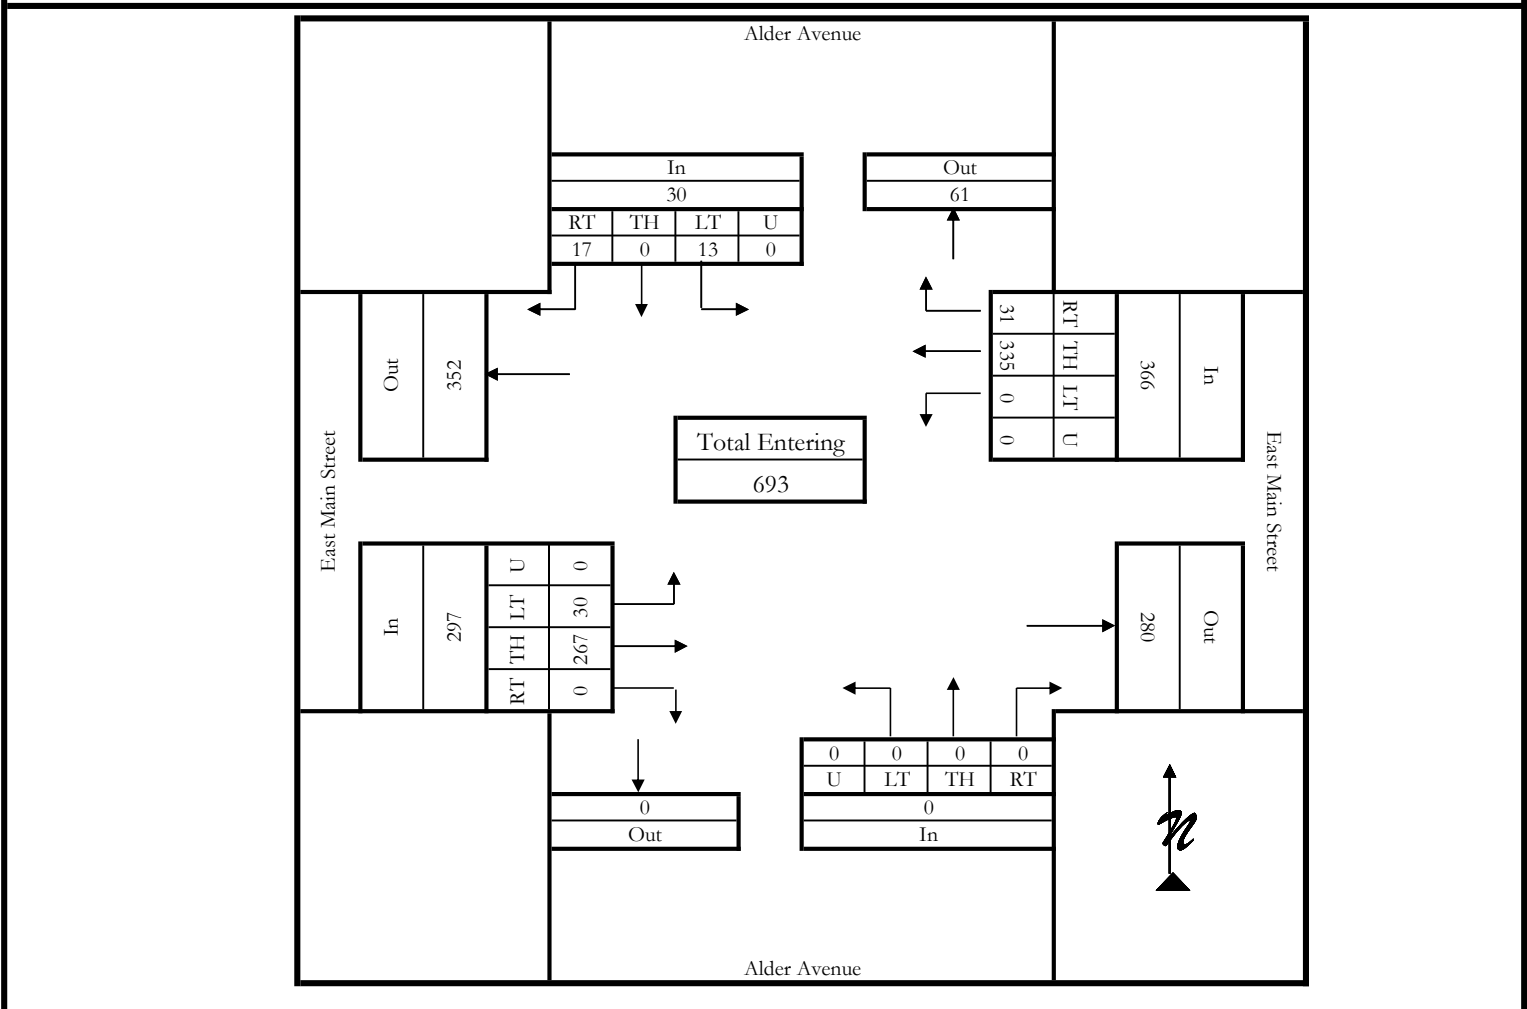 Alder Avenue
In
30
RT TH LT U
17 0 13 0
Out
61
Out
352
31 RT
335 TH
0 LT
0 U
366
In
Total Entering
693
East Main Street
East Main Street
In
297
U 0
LT 30
TH 267
RT 0
280
Out
0 0 0 0
U LT TH RT
0
In
0
Out
n
Alder Avenue